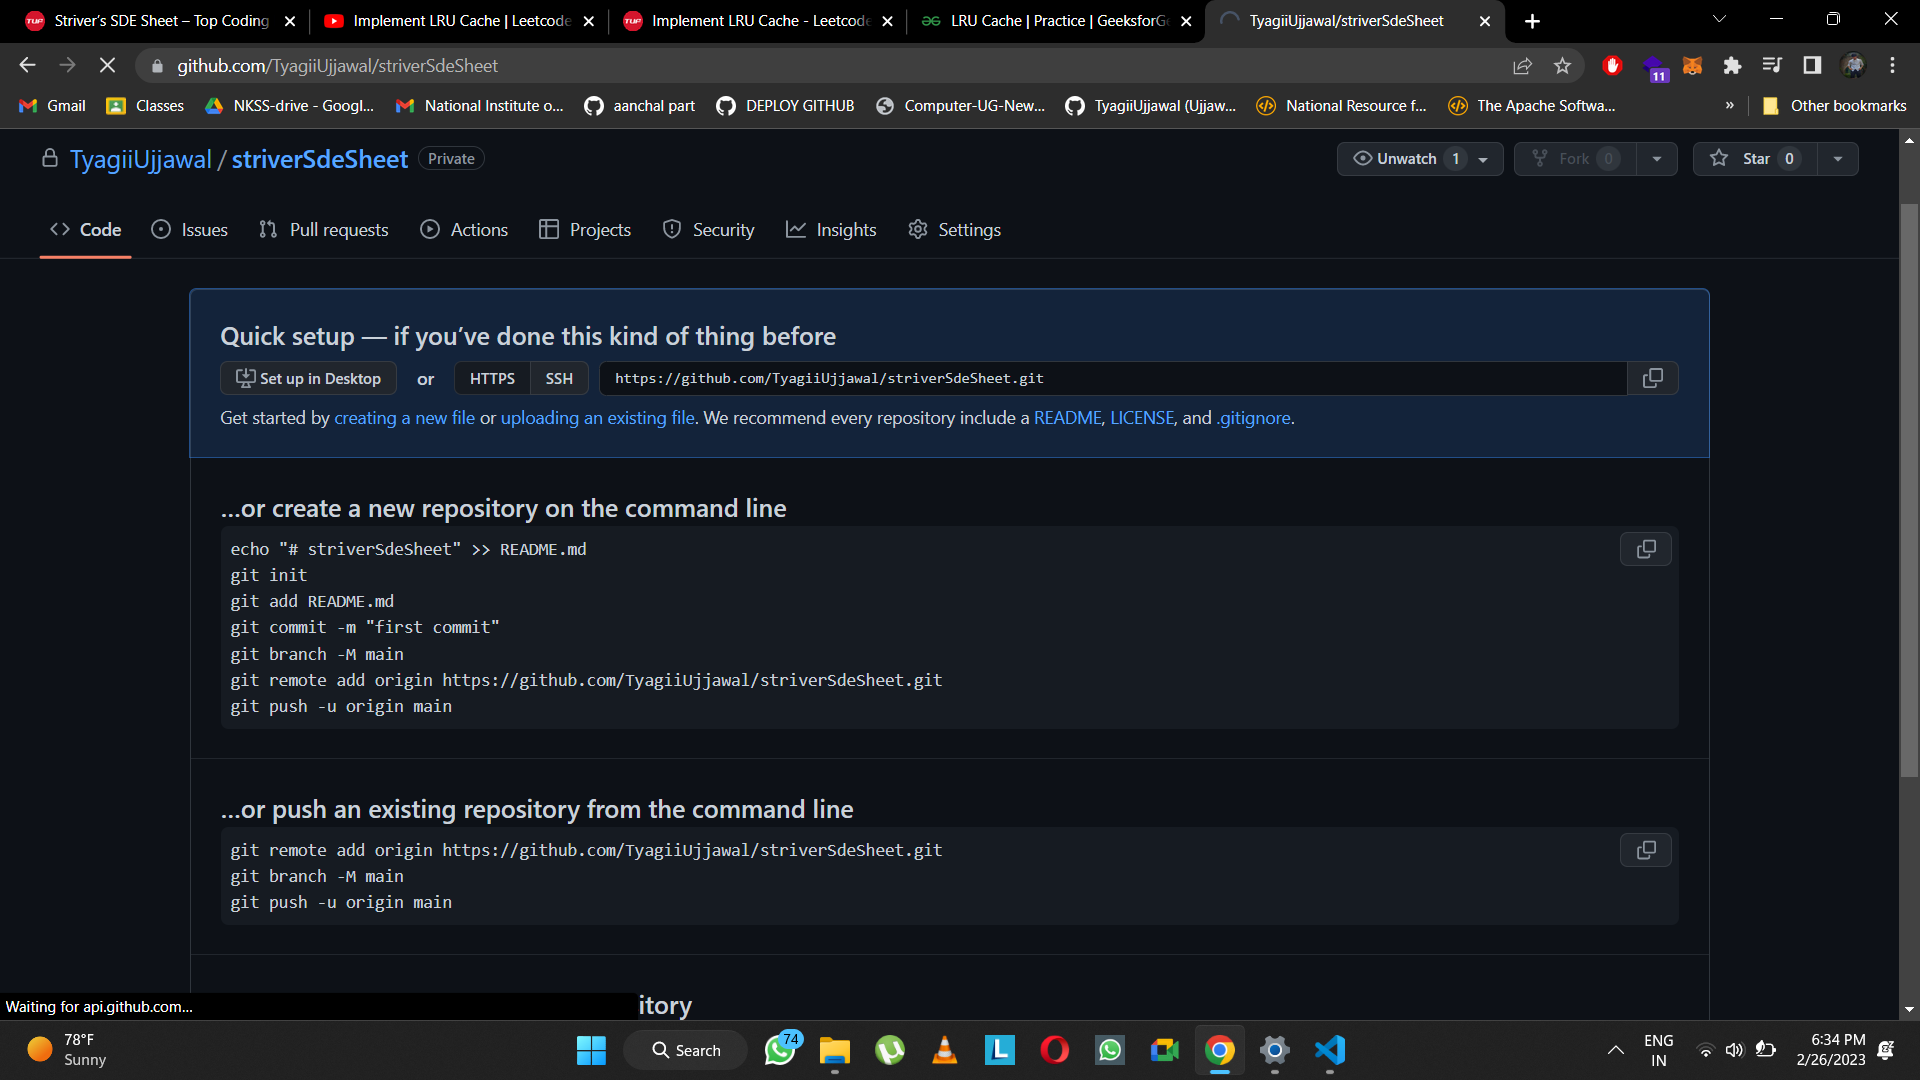 Striver's SDE Sheet – Top Coding
Implement LRU Cache | Leetcode
Implement LRU Cache - Leetcode
LRU Cache | Practice | GeeksforGe
TyagiiUjjawal/striverSdeSheet
github.com/TyagiiUjjawal/striverSdeSheet
11
Gmail
Classes
NKSS-drive - Googl...
National Institute o...
aanchal part
DEPLOY GITHUB
Computer-UG-New...
TyagiiUjjawal (Ujjaw...
National Resource f...
The Apache Softwa...
»
Other bookmarks
TyagiiUjjawal / striverSdeSheet Private
Unwatch 1
Fork 0
Star 0
Code
Issues
Pull requests
Actions
Projects
Security
Insights
Settings
Quick setup — if you've done this kind of thing before
Set up in Desktop or HTTPS SSH https://github.com/TyagiiUjjawal/striverSdeSheet.git
Get started by creating a new file or uploading an existing file. We recommend every repository include a README, LICENSE, and .gitignore.
...or create a new repository on the command line
echo "# striverSdeSheet" >> README.md
git init
git add README.md
git commit -m "first commit"
git branch -M main
git remote add origin https://github.com/TyagiiUjjawal/striverSdeSheet.git
git push -u origin main
...or push an existing repository from the command line
git remote add origin https://github.com/TyagiiUjjawal/striverSdeSheet.git
git branch -M main
git push -u origin main
itory
Waiting for api.github.com...
78°F
Sunny
Search
74
ENG
IN
6:34 PM
2/26/2023